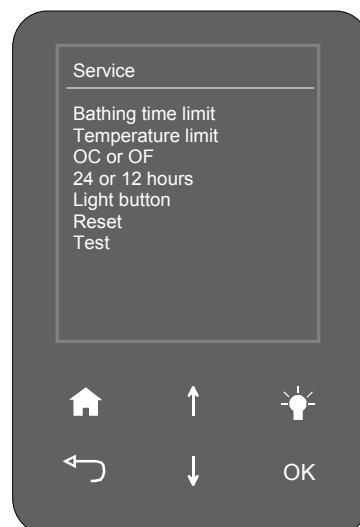 Service
Bathing time limit
Temperature limit
OC or OF
24 or 12 hours
Light button
Reset
Test
OK